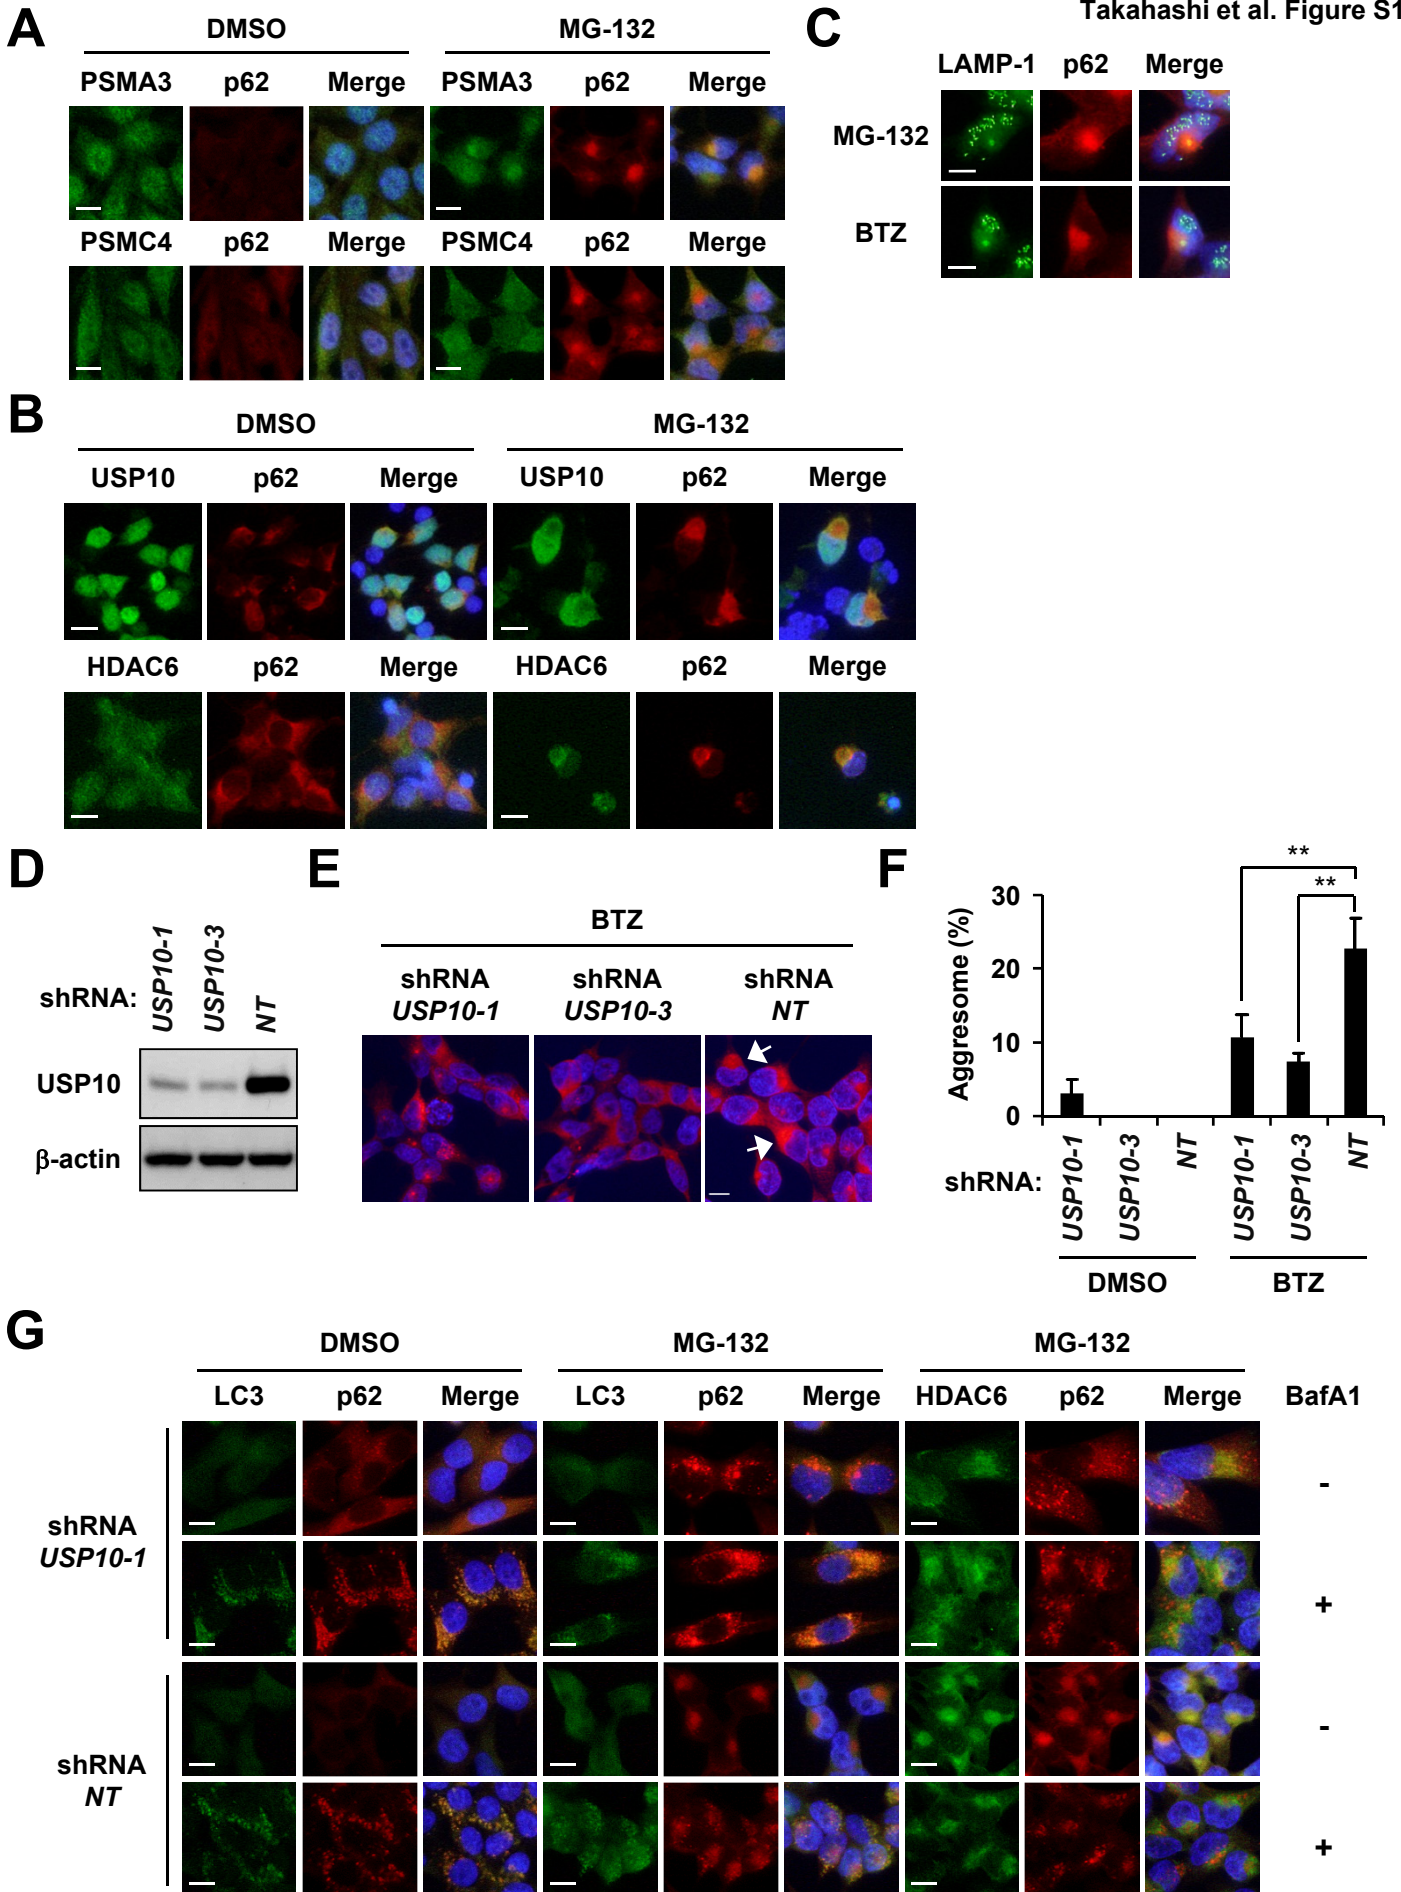 Takahashi et al. Figure S1
A
DMSO MG-132
PSMA3 p62 Merge PSMA3 p62 Merge
PSMC4 p62 Merge PSMC4 p62 Merge
C
LAMP-1 p62 Merge
MG-132
BTZ
B
DMSO MG-132
USP10 p62 Merge USP10 p62 Merge
HDAC6 p62 Merge HDAC6 p62 Merge
D
shRNA: USP10-1 USP10-3 NT
USP10
β-actin
E
BTZ
shRNA shRNA shRNA
USP10-1 USP10-3 NT
F
** 
**
Aggresome (%)
30
20
10
0
shRNA: USP10-1 USP10-3 NT USP10-1 USP10-3 NT
DMSO BTZ
G
DMSO MG-132 MG-132
LC3 p62 Merge LC3 p62 Merge HDAC6 p62 Merge BafA1
shRNA
USP10-1
-
+
shRNA
NT
-
+